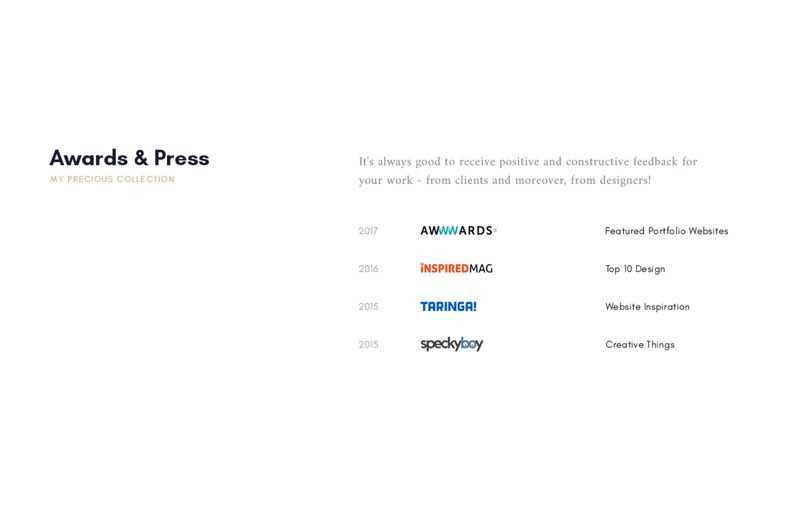 Awards & Press
MY PRECIOUS COLLECTION
It's always good to receive positive and constructive feedback for
your work - from clients and moreover, from designers!
2017 AWWWARDS® Featured Portfolio Websites
2016 iNSPIREDMAG Top 10 Design
2015 TARINGA! Website Inspiration
2015 speckyboy Creative Things